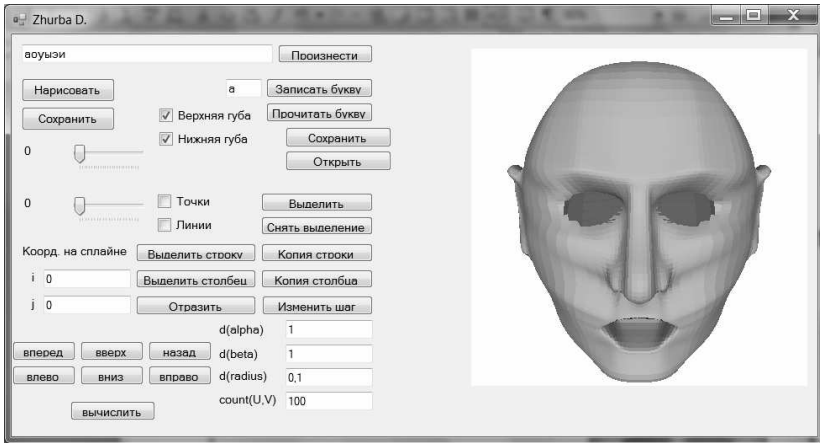 Zhurba D.
аоуыэи Произнести
Нарисовать а Записать букву
Сохранить Верхняя губа Прочитать букву
Нижняя губа Сохранить
0 Открыть
0 Точки Выделить
Линии Снять выделение
Коорд. на сплайне Выделить строку Копия строки
i 0 Выделить столбец Копия столбца
j 0 Отразить Изменить шаг
d(alpha) 1
вперед вверх назад d(beta) 1
влево вниз вправо d(radius) 0,1
count(U,V) 100
вычислить